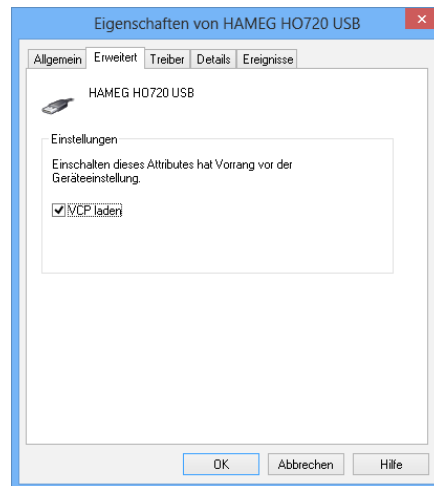 Eigenschaften von HAMEG HO720 USB
Allgemein Erweitert Treiber Details Ereignisse
HAMEG HO720 USB
Einstellungen
Einschalten dieses Attributes hat Vorrang vor der
Geräteeinstellung.
VCP laden
OK Abbrechen Hilfe